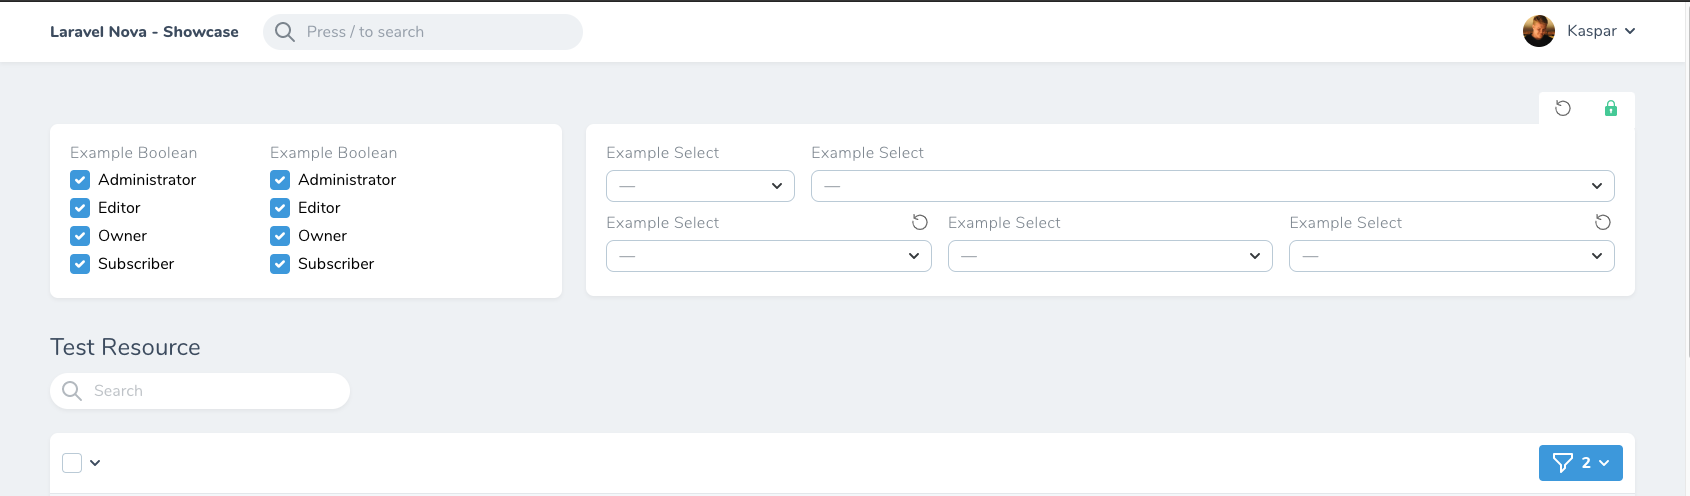 Laravel Nova - Showcase
Press / to search
Kaspar
Example Boolean
Administrator
Editor
Owner
Subscriber
Example Boolean
Administrator
Editor
Owner
Subscriber
Example Select
—
Example Select
—
Example Select
—
Example Select
—
Example Select
—
Test Resource
Search
2